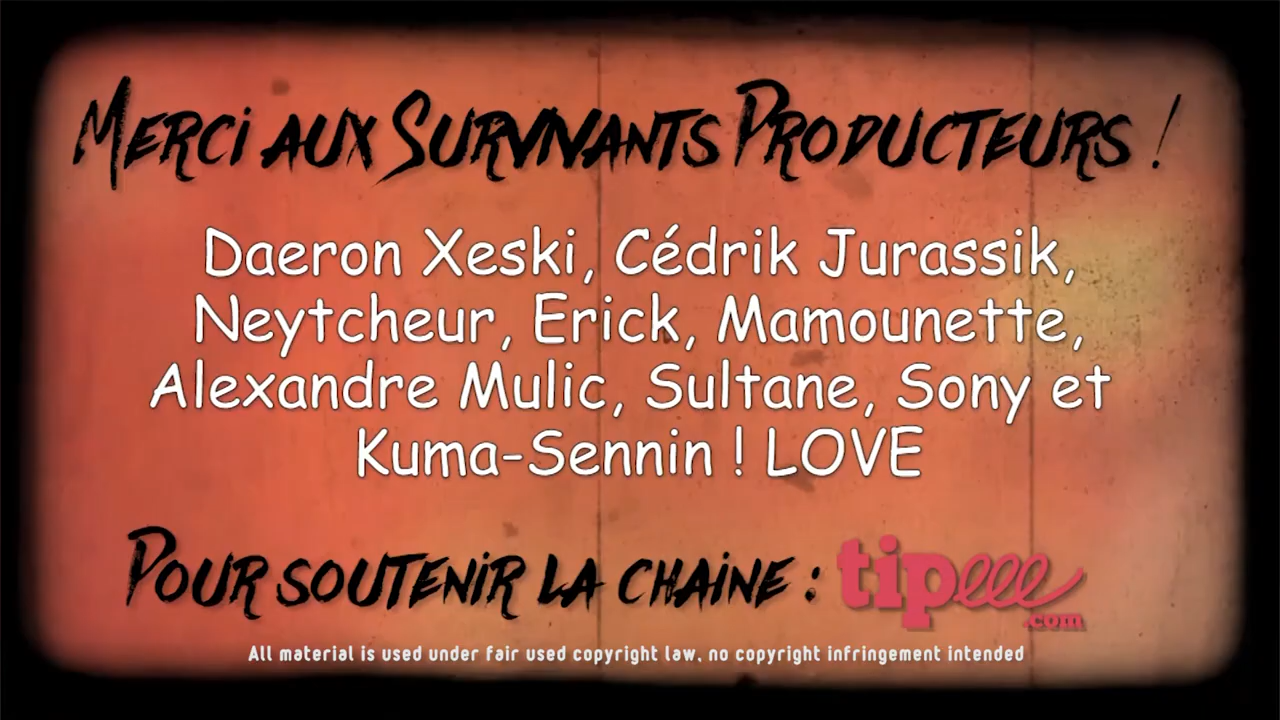 Merci aux Survivants Producteurs !
Daeron Xeski, Cédrik Jurassik,
Neytcheur, Erick, Mamounette,
Alexandre Mulic, Sultane, Sony et
Kuma-Sennin ! LOVE
Pour soutenir la chaine : tipeee.com
All material is used under fair used copyright law, no copyright infringement intended